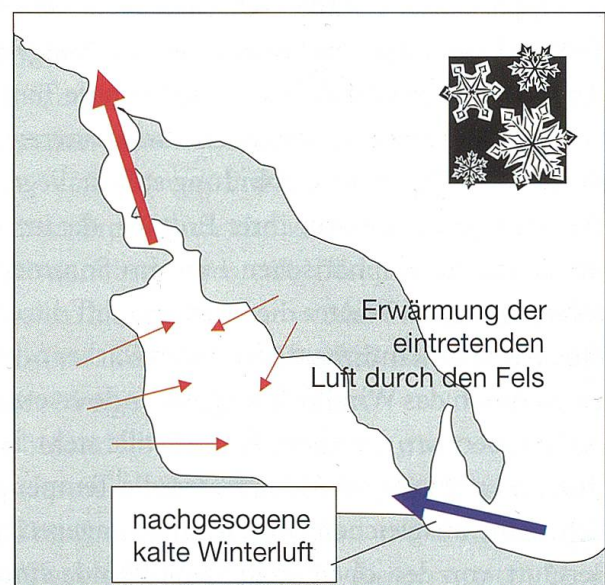 Erwärmung der
eintretenden
Luft durch den Fels
nachgesogene
kalte Winterluft